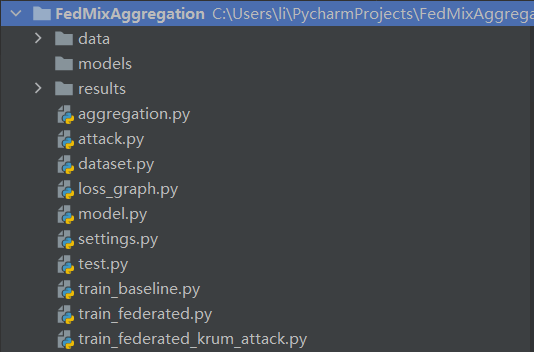 FedMixAggregation C:\Users\li\PycharmProjects\FedMixAggrega
data
models
results
aggregation.py
attack.py
dataset.py
loss_graph.py
model.py
settings.py
test.py
train_baseline.py
train_federated.py
train_federated_krum_attack.py